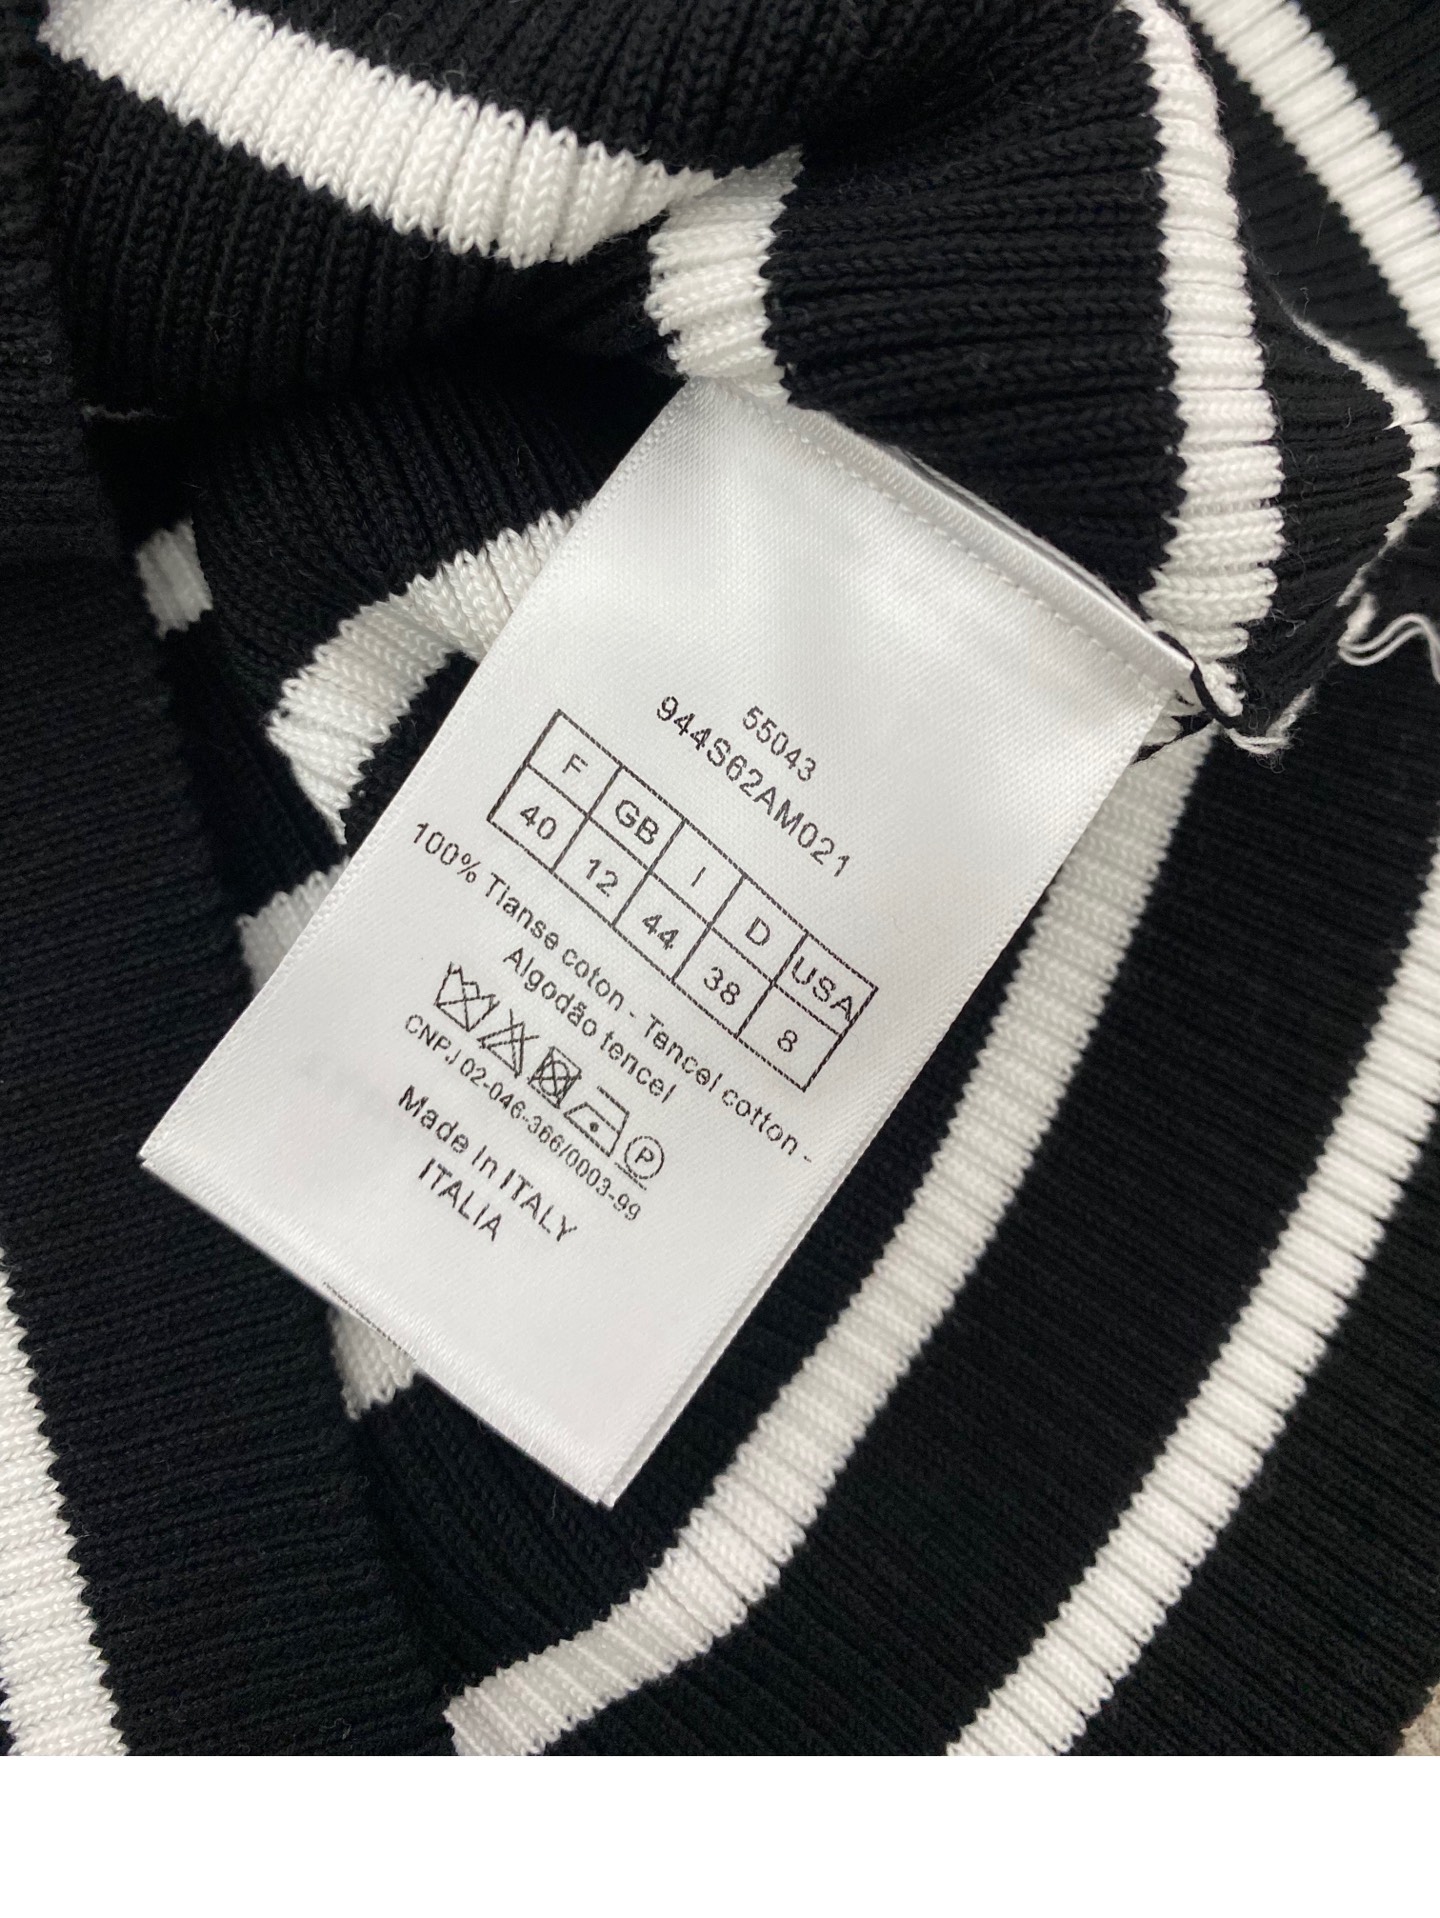 55043
944S62AM021
F GB I D USA
40 12 44 38 8
100% Tianse coton - Tencel cotton -
Algodão tencel
P
CNPJ 02-046-366/0003-99
Made in ITALY
ITALIA